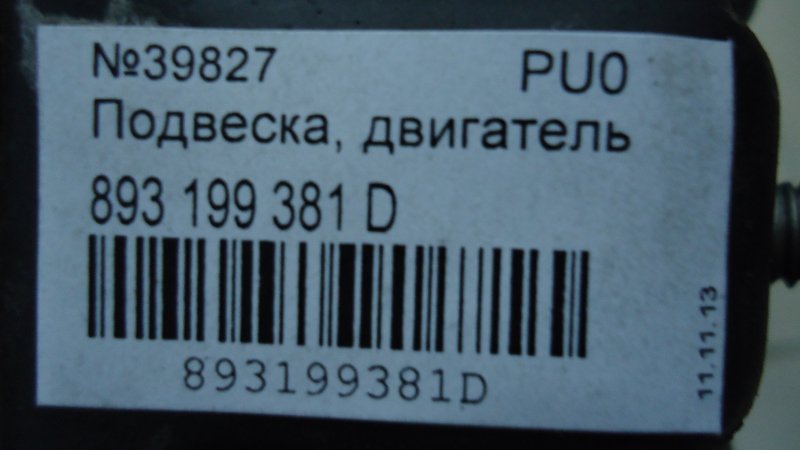 №39827 PU0
Подвеска, двигатель
893 199 381 D
893199381D
11.11.13